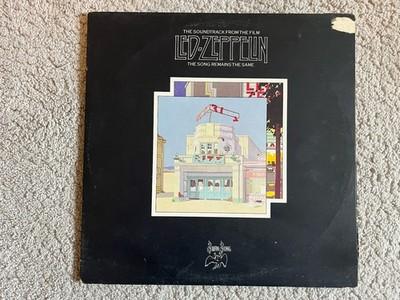 THE SOUNDTRACK FROM THE FILM
LED-ZEPPELIN
THE SONG REMAINS THE SAME
SWAN SONG